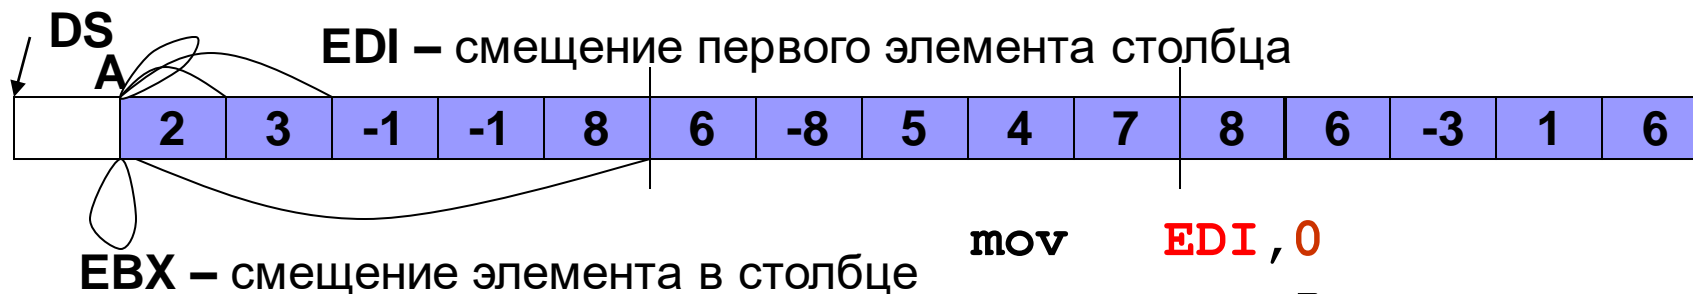 DS
EDI – смещение первого элемента столбца
A
2 3 -1 -1 8 6 -8 5 4 7 8 6 -3 1 6
mov EDI,0
EBX – смещение элемента в столбце